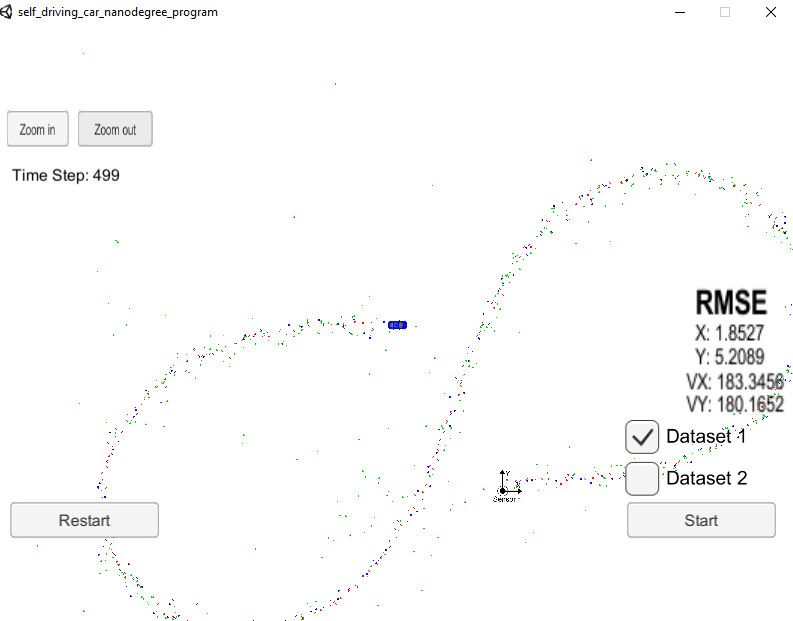 self_driving_car_nanodegree_program
Zoom in
Zoom out
Time Step: 499
RMSE
X: 1.8527
Y: 5.2089
VX: 183.3456
VY: 180.1652
Dataset 1
Y
Dataset 2
Sensor
Restart
Start